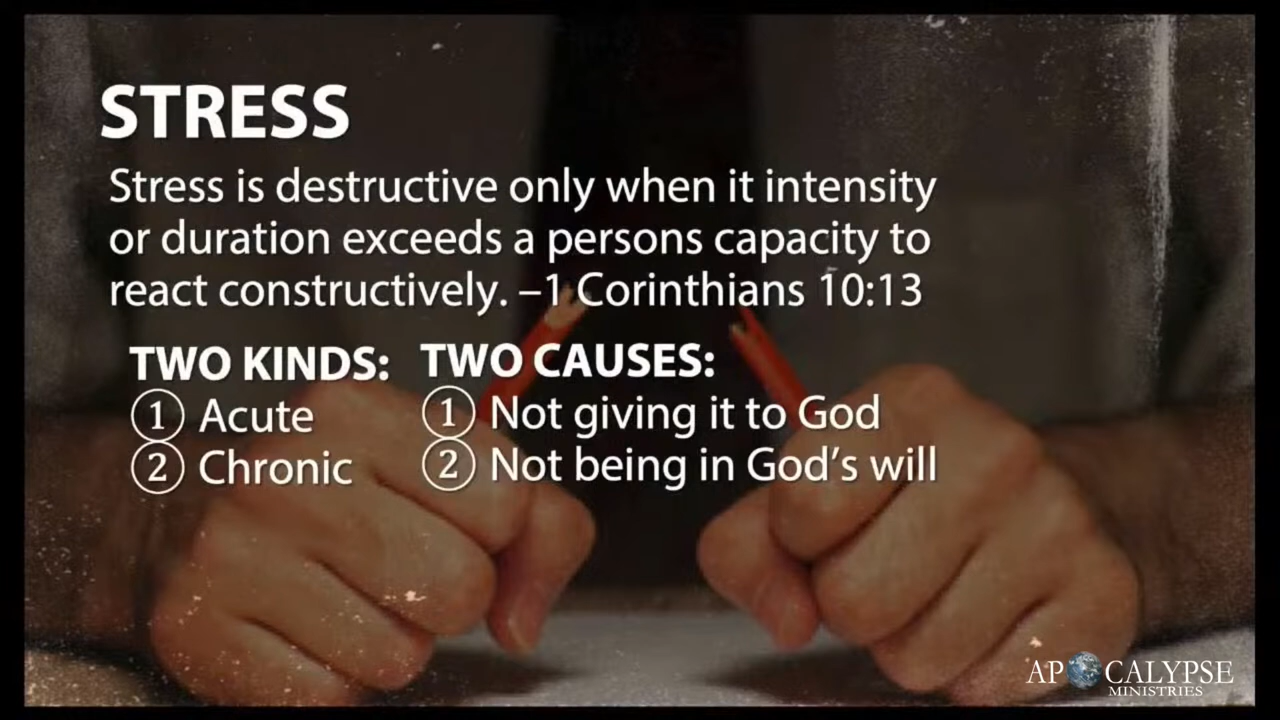 STRESS
Stress is destructive only when it intensity
or duration exceeds a persons capacity to
react constructively. –1 Corinthians 10:13
TWO KINDS: TWO CAUSES:
① Acute ① Not giving it to God
② Chronic ② Not being in God's will
APOCALYPSE
MINISTRIES